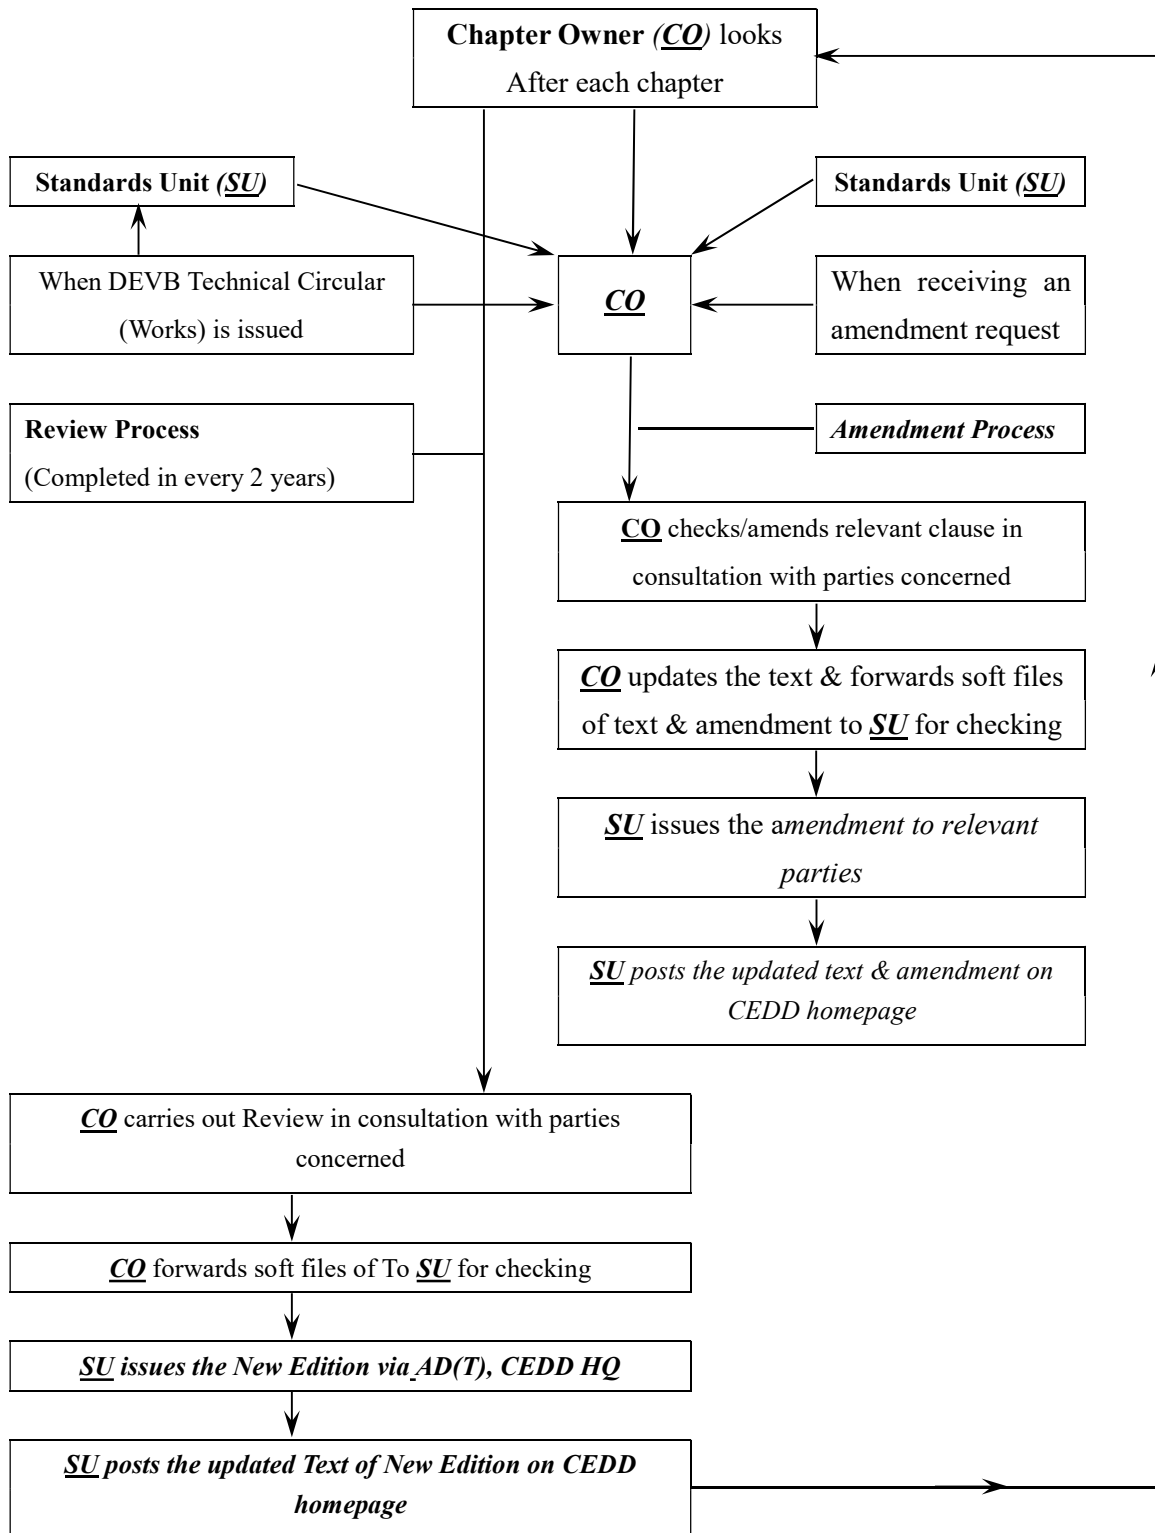 Chapter Owner (CO) looks
After each chapter
Standards Unit (SU)
Standards Unit (SU)
When DEVB Technical Circular
(Works) is issued
CO
When receiving an
amendment request
Review Process
(Completed in every 2 years)
Amendment Process
CO checks/amends relevant clause in
consultation with parties concerned
CO updates the text & forwards soft files
of text & amendment to SU for checking
SU issues the amendment to relevant
parties
SU posts the updated text & amendment on
CEDD homepage
CO carries out Review in consultation with parties
concerned
CO forwards soft files of To SU for checking
SU issues the New Edition via AD(T), CEDD HQ
SU posts the updated Text of New Edition on CEDD
homepage